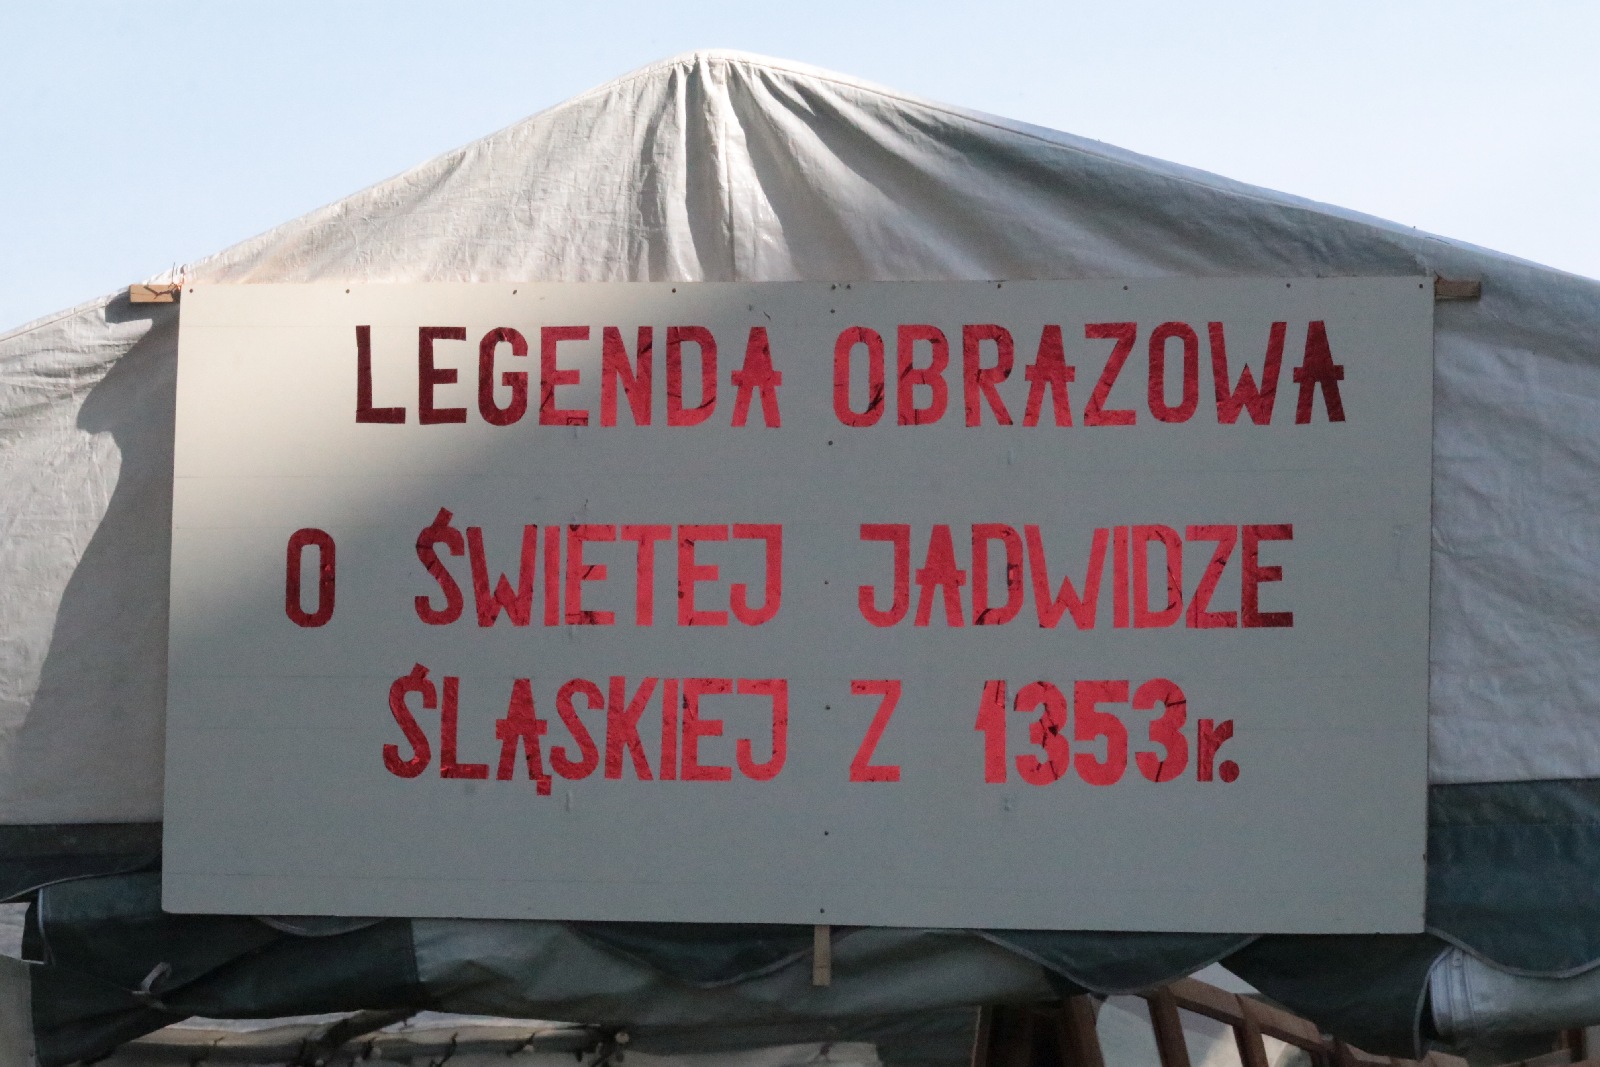 LEGENDA OBRAZOWA
O ŚWIETEJ JADWIDZE
ŚLĄSKIEJ Z 1353r.